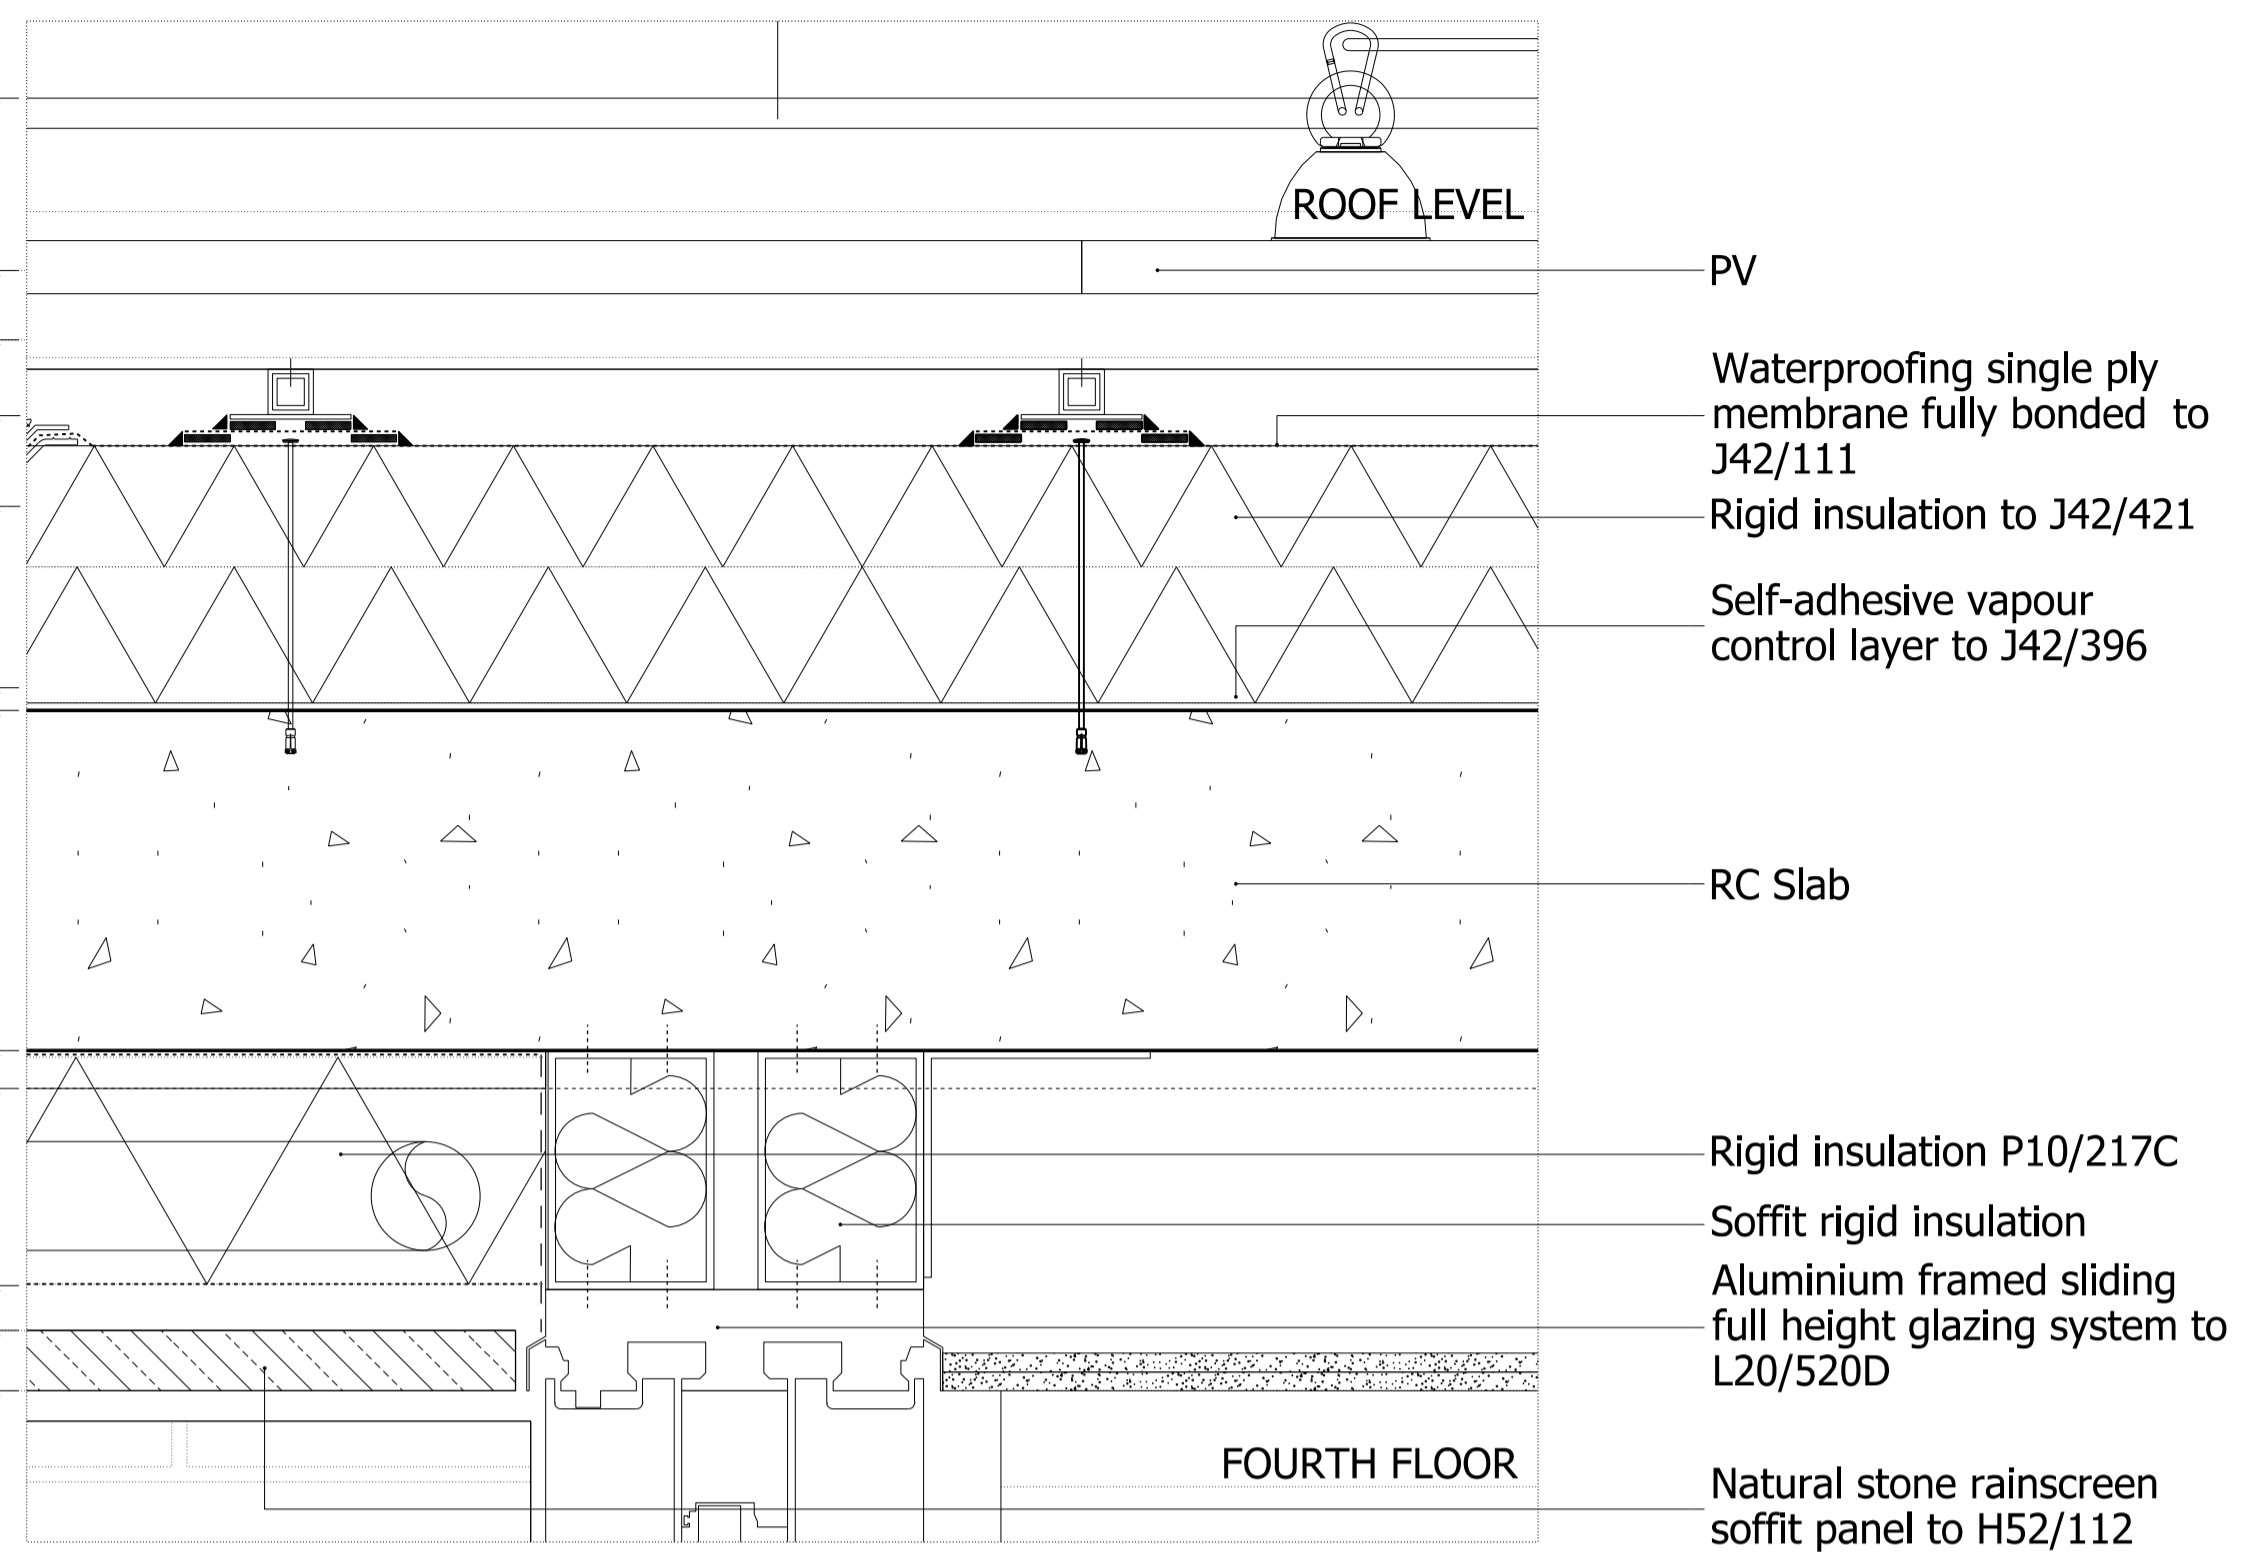 ROOF LEVEL
PV
Waterproofing single ply
membrane fully bonded to
J42/111
Rigid insulation to J42/421
Self-adhesive vapour
control layer to J42/396
RC Slab
Rigid insulation P10/217C
Soffit rigid insulation
Aluminium framed sliding
full height glazing system to
L20/520D
FOURTH FLOOR
Natural stone rainscreen
soffit panel to H52/112